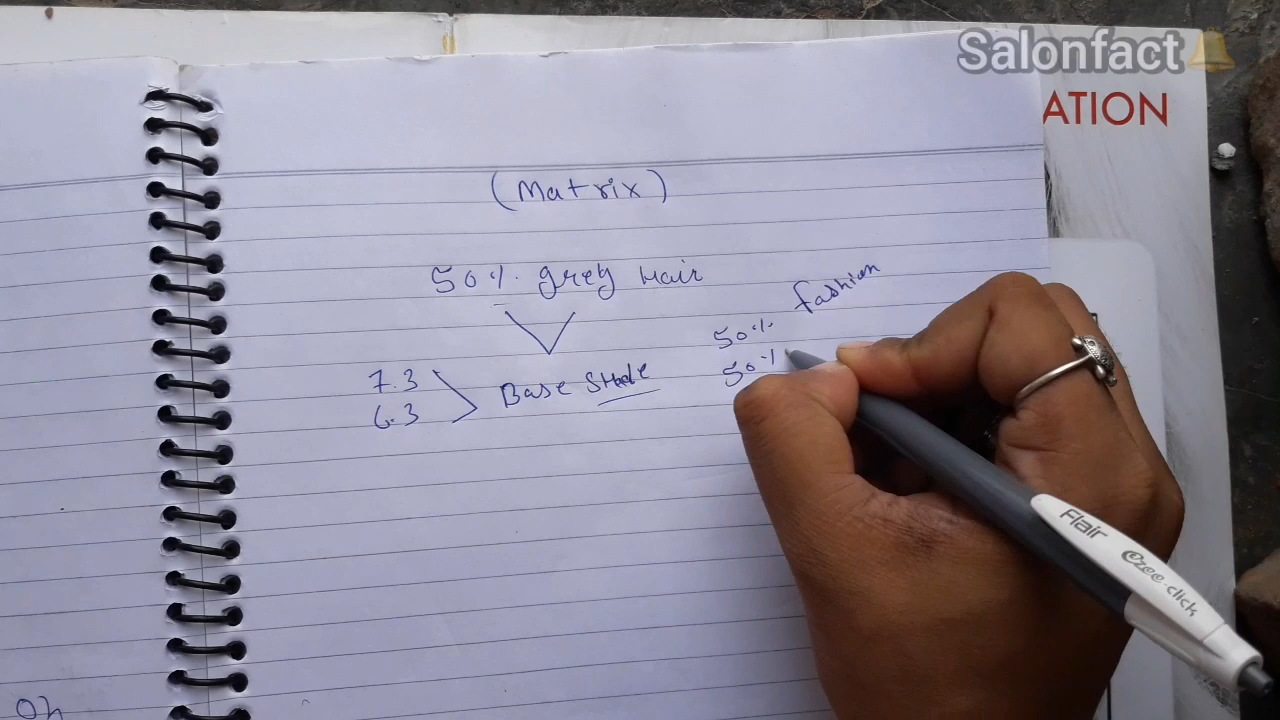 Salonfact
ATION
(Matrix)
50% grey Hair
fashion
50%
50%
7.3
6.3
Base Shade
Flair
Ezee-click